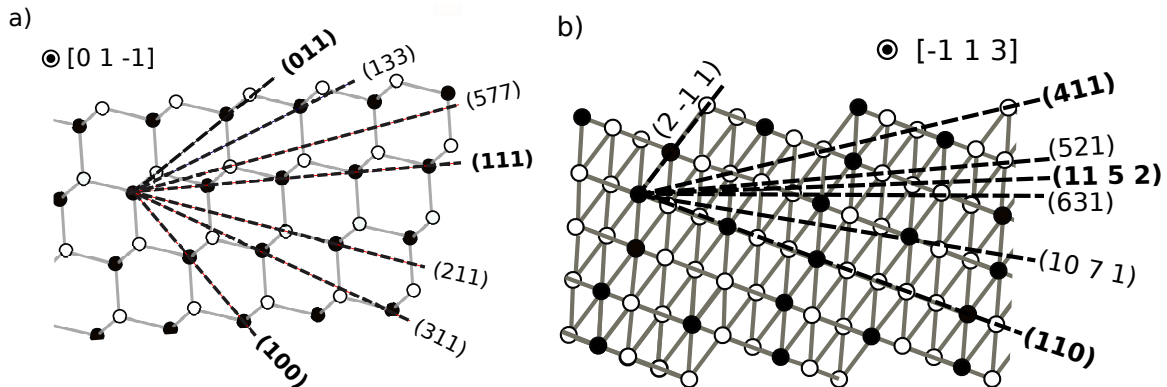 a)
[0 1 -1]
(011)
(133)
(577)
(111)
(211)
(311)
(100)
b)
[-1 1 3]
(2 -1 1)
(411)
(521)
(11 5 2)
(631)
(10 7 1)
(110)